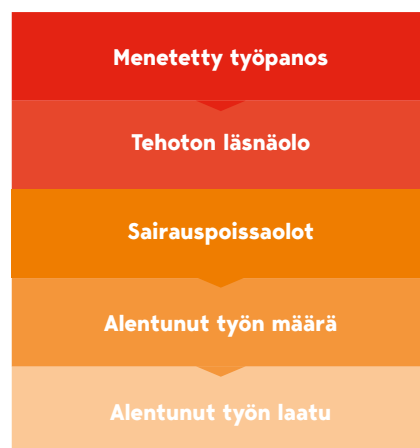 Menetetty työpanos
Tehoton läsnäolo
Sairauspoissaolot
Alentunut työn määrä
Alentunut työn laatu